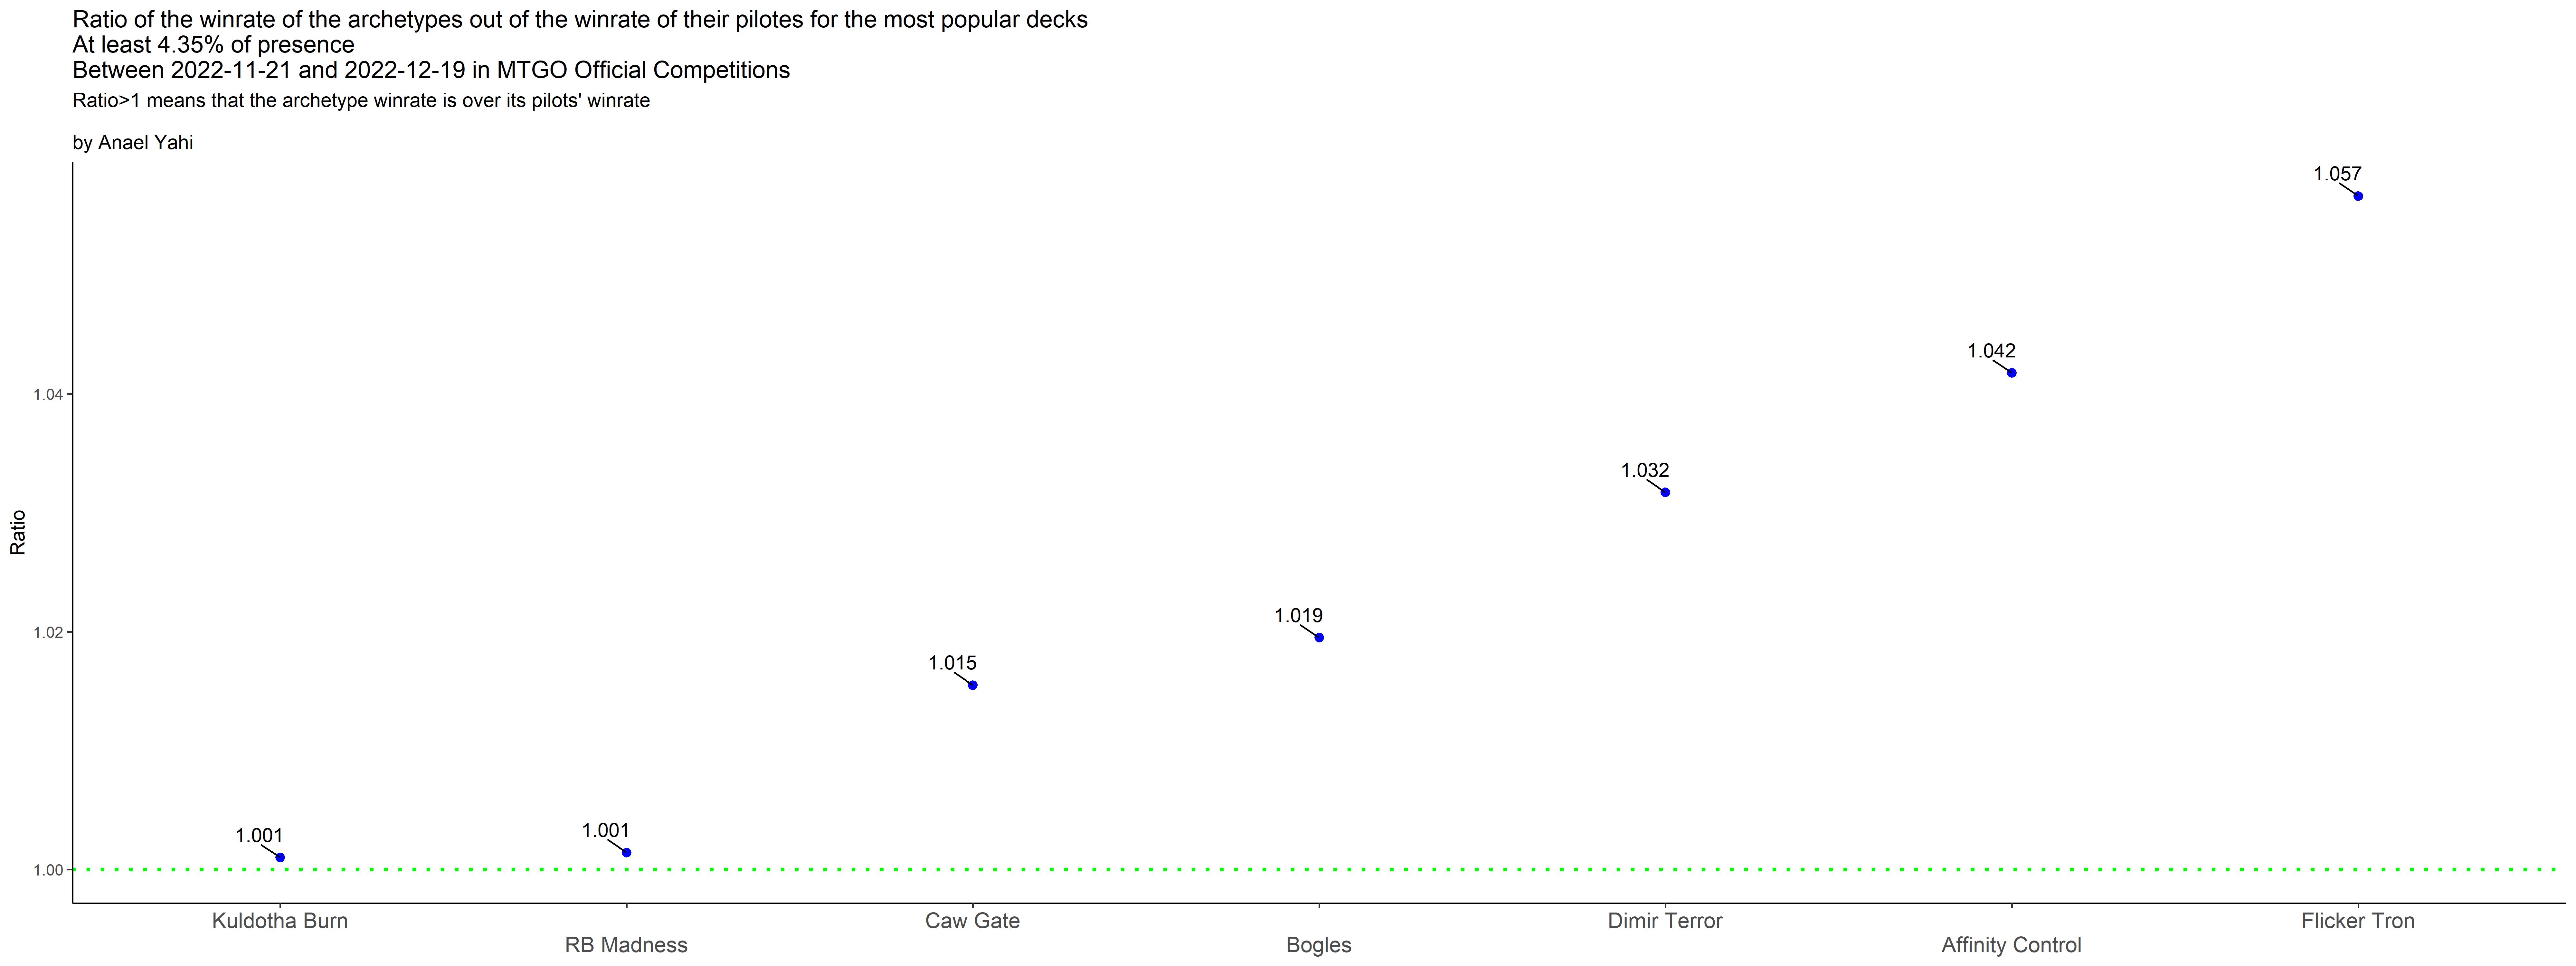 Ratio of the winrate of the archetypes out of the winrate of their pilotes for the most popular decks
At least 4.35% of presence
Between 2022-11-21 and 2022-12-19 in MTGO Official Competitions
Ratio>1 means that the archetype winrate is over its pilots' winrate
by Anael Yahi
1.057
1.042
1.04
1.032
Ratio
1.019
1.02
1.015
1.001
1.001
1.00
Kuldotha Burn
RB Madness
Caw Gate
Bogles
Dimir Terror
Affinity Control
Flicker Tron